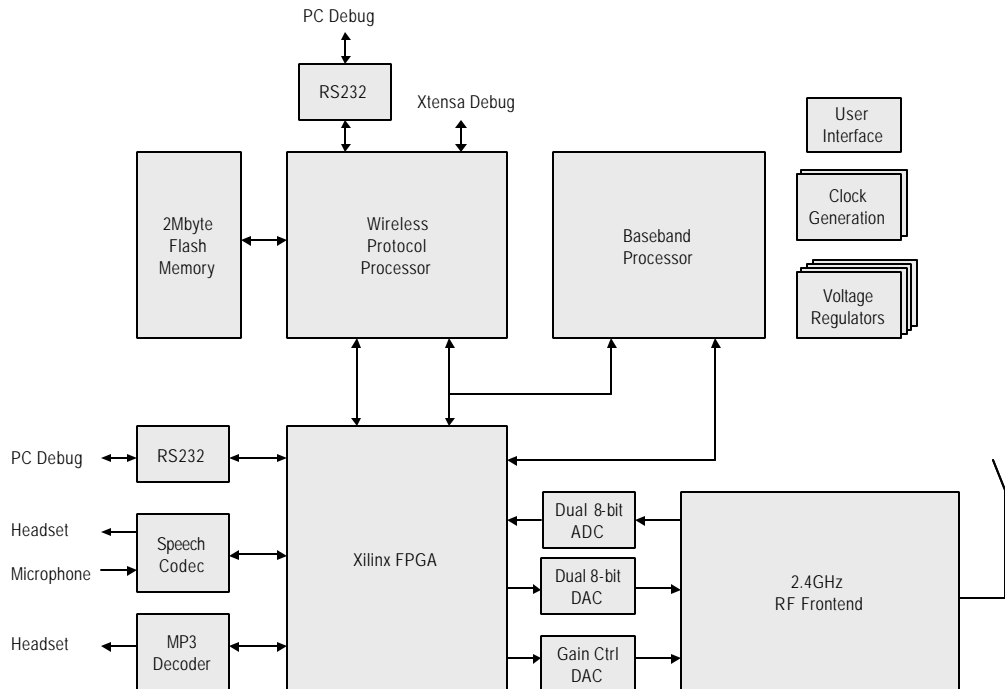 PC Debug
RS232
Xtensa Debug
User
Interface
2Mbyte
Flash
Memory
Wireless
Protocol
Processor
Baseband
Processor
Clock
Generation
Voltage
Regulators
PC Debug
RS232
Headset
Microphone
Speech
Codec
Headset
MP3
Decoder
Xilinx FPGA
Dual 8-bit
ADC
Dual 8-bit
DAC
Gain Ctrl
DAC
2.4GHz
RF Frontend